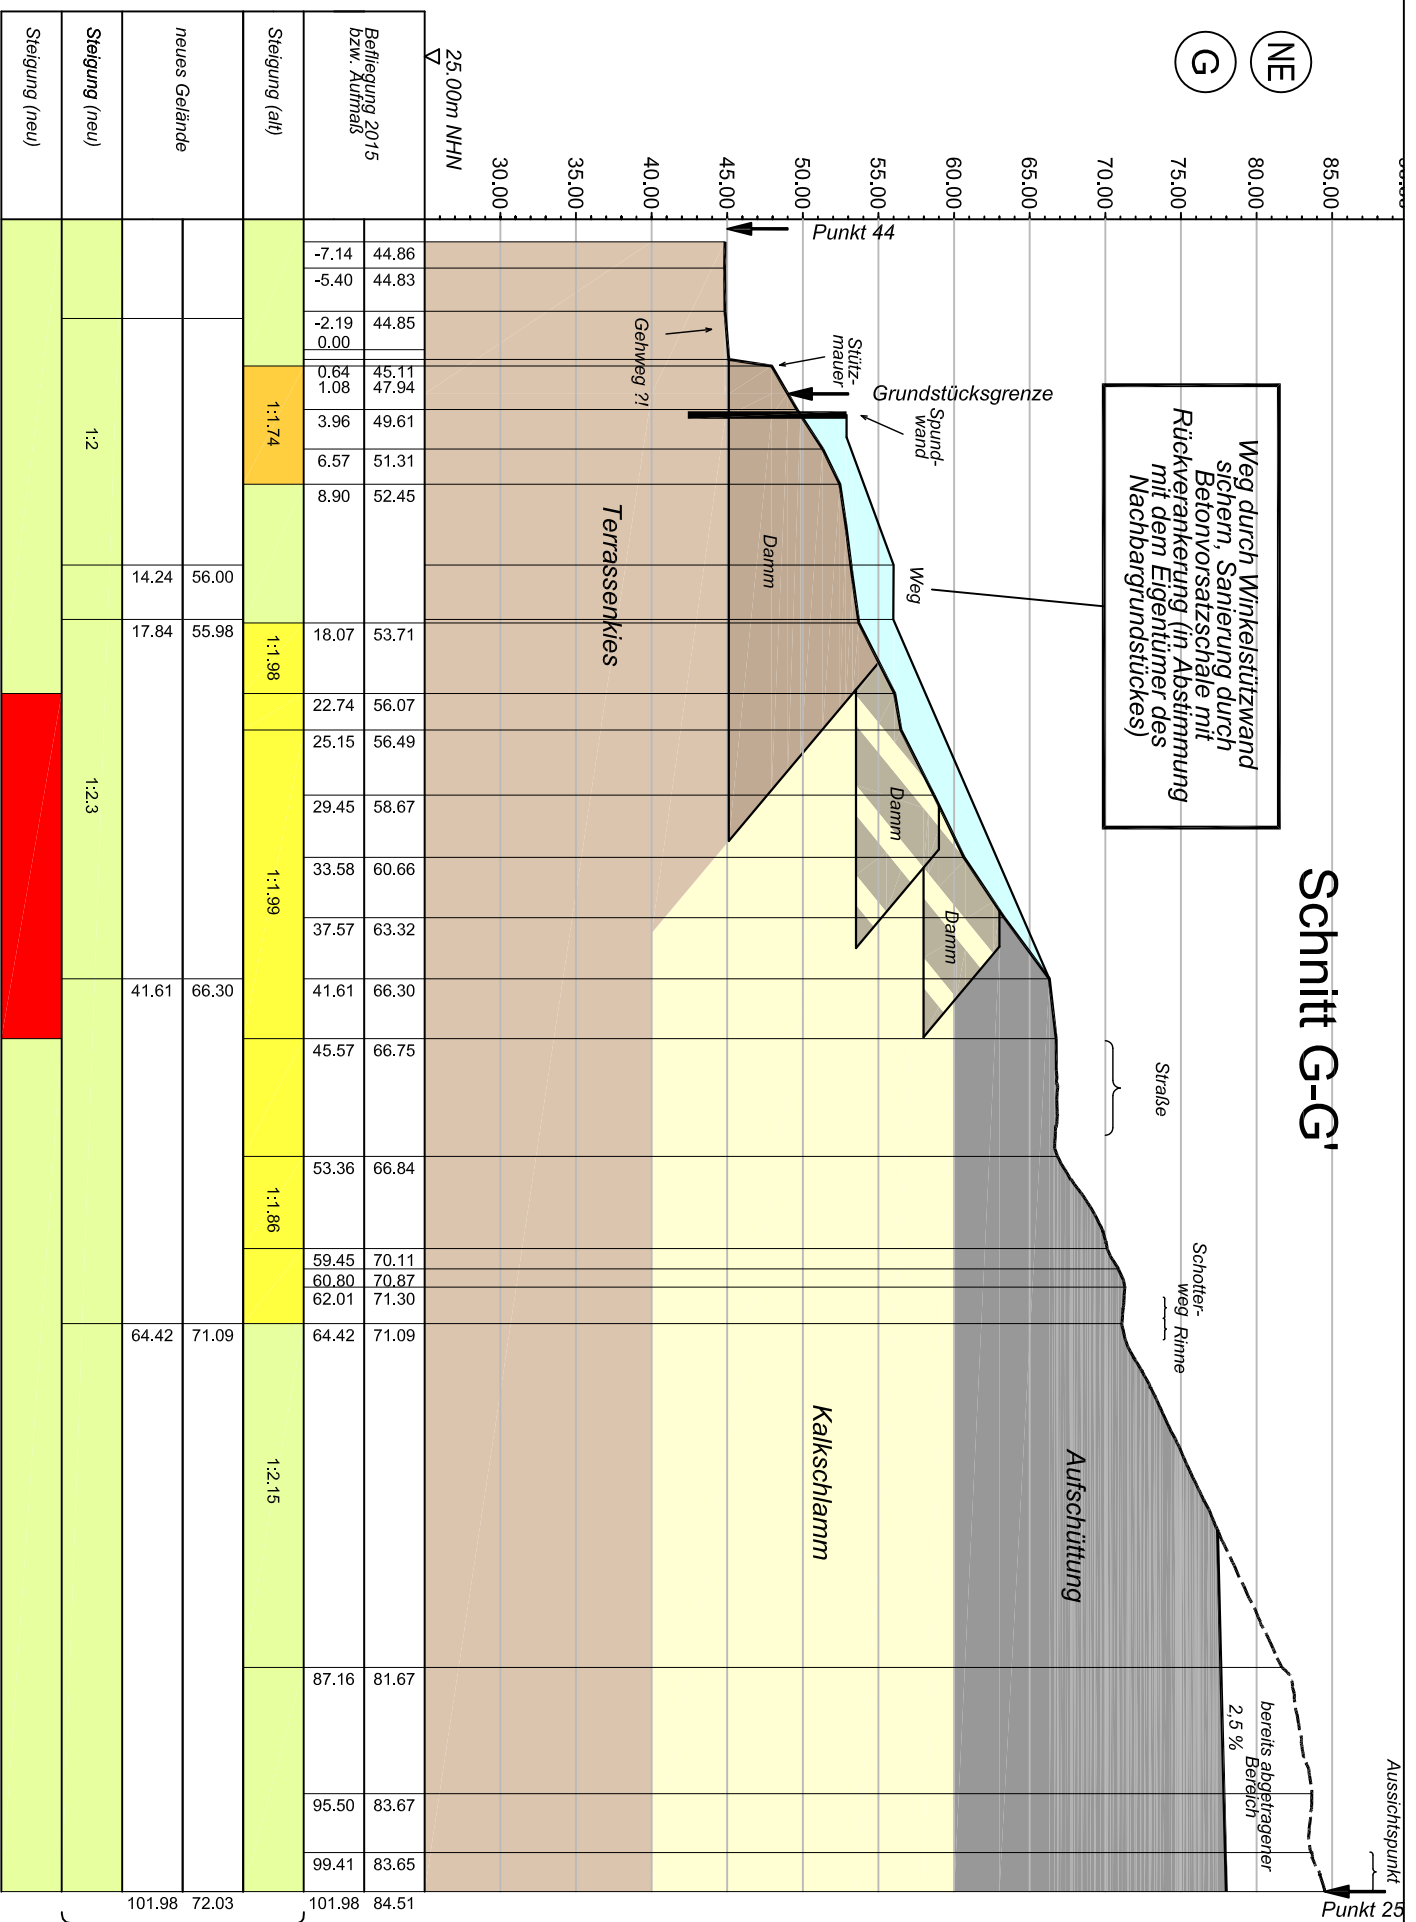 NE
G
Schnitt G-G'
Weg durch Winkelstützwand
sichern, Sanierung durch
Betonvorsatzschale mit
Rückverankerung (in Abstimmung
mit dem Eigentümer des
Nachbargrundstückes)
85.00
80.00
75.00
70.00
65.00
60.00
55.00
50.00
45.00
40.00
35.00
30.00
25.00m NHN
Punkt 44
Gehweg ?!
Stütz-
mauer
Grundstücksgrenze
Spund-
wand
Weg
Damm
Damm
Damm
Terrassenkies
Straße
Schotter-
weg Rinne
Kalkschlamm
Aufschüttung
bereits abgetragener
Bereich
2,5 %
Aussichtspunkt
Punkt 25
Befliegung 2015
bzw. Aufmaß
44.86 44.83 44.85 45.11 47.94 49.61 51.31 52.45 53.71 56.07 56.49 58.67 60.66 63.32 66.30 66.75 66.84 70.11 70.87 71.30 71.09 81.67 83.67 83.65 84.51
-7.14 -5.40 -2.19 0.00 0.64 1.08 3.96 6.57 8.90 18.07 22.74 25.15 29.45 33.58 37.57 41.61 45.57 53.36 59.45 60.80 62.01 64.42 87.16 95.50 99.41 101.98
Steigung (alt)
1:1.74 1:1.98 1:1.99 1:1.86 1:2.15
neues Gelände
56.00 55.98 66.30 71.09 72.03
14.24 17.84 41.61 64.42 101.98
Steigung (neu)
1:2 1:2.3
Steigung (neu)